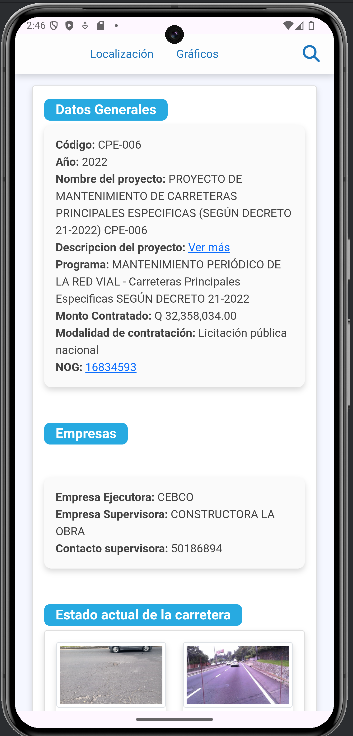 2:46
Localización Gráficos
Datos Generales
Código: CPE-006
Año: 2022
Nombre del proyecto: PROYECTO DE
MANTENIMIENTO DE CARRETERAS
PRINCIPALES ESPECIFICAS (SEGÚN DECRETO
21-2022) CPE-006
Descripcion del proyecto: Ver más
Programa: MANTENIMIENTO PERIÓDICO DE
LA RED VIAL - Carreteras Principales
Especificas SEGÚN DECRETO 21-2022
Monto Contratado: Q 32,358,034.00
Modalidad de contratación: Licitación pública
nacional
NOG: 16834593
Empresas
Empresa Ejecutora: CEBCO
Empresa Supervisora: CONSTRUCTORA LA
OBRA
Contacto supervisora: 50186894
Estado actual de la carretera